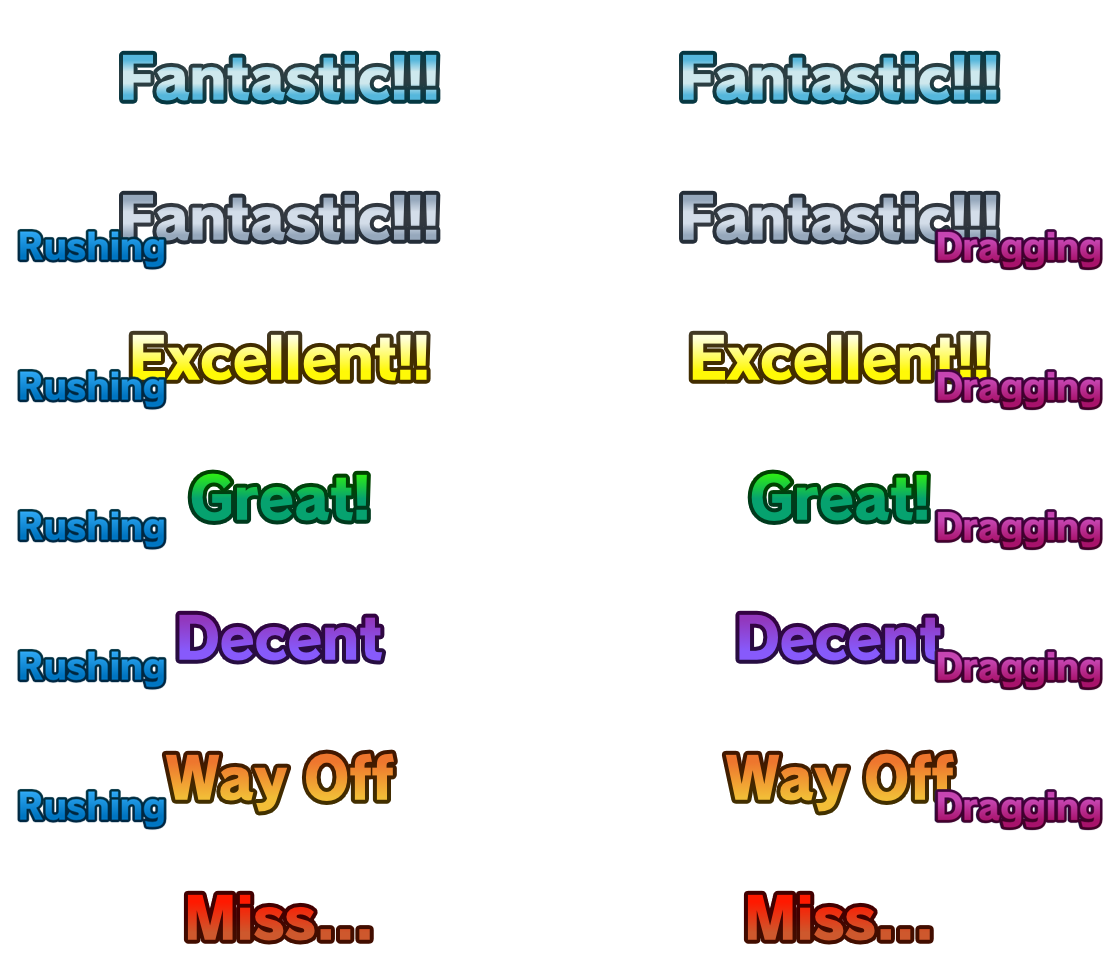 Fantastic!!! Fantastic!!!
Fantastic!!! Fantastic!!!
Rushing Dragging
Excellent!! Excellent!!
Rushing Dragging
Great! Great!
Rushing Dragging
Decent Decent
Rushing Dragging
Way Off Way Off
Rushing Dragging
Miss... Miss...